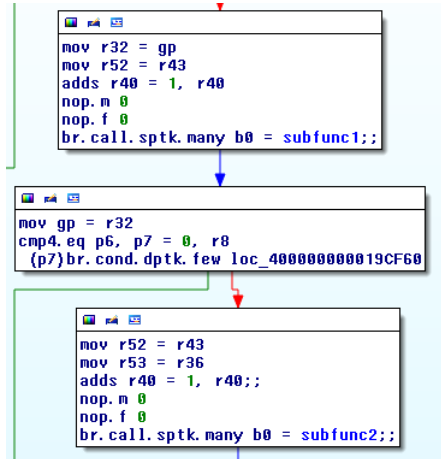 mov r32 = gp
mov r52 = r43
adds r40 = 1, r40
nop.m 0
nop.f 0
br.call.sptk.many b0 = subfunc1;;
mov gp = r32
cmp4.eq p6, p7 = 0, r8
(p7)br.cond.dptk.few loc_400000000019CF60
mov r52 = r43
mov r53 = r36
adds r40 = 1, r40;;
nop.m 0
nop.f 0
br.call.sptk.many b0 = subfunc2;;